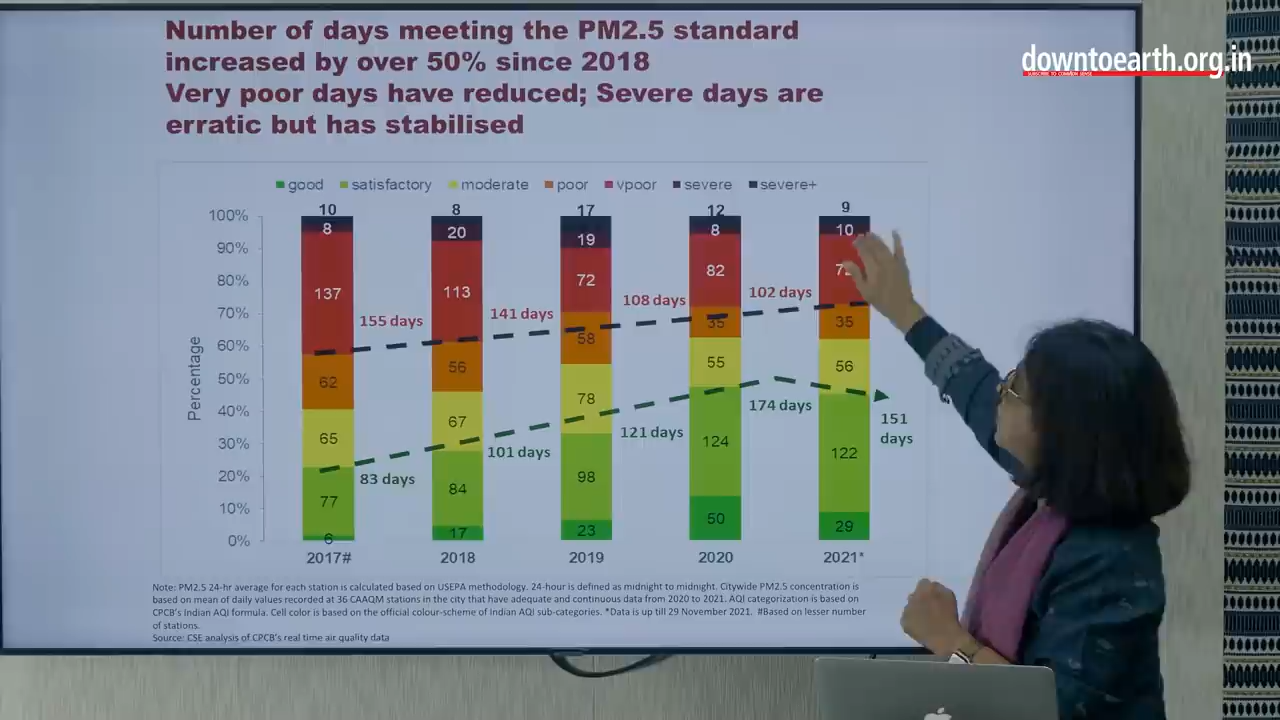 Number of days meeting the PM2.5 standard
increased by over 50% since 2018
Very poor days have reduced; Severe days are
erratic but has stabilised
downtoearth.org.in
SUBSCRIBE TO COMMON SENSE
good satisfactory moderate poor vpoor severe severe+
100% 10 8 17 12 9
8 20 19 8 10
90%
80% 137 113 72 82
70% 155 days 141 days 108 days 102 days
60% 58 35 35
50% 62 56 55 56
40% 65 67 78 174 days 151 days
30% 83 days 101 days 121 days
20% 77 84 98 124 122
10% 6 17 23 50 29
0%
Percentage
2017# 2018 2019 2020 2021*
Note: PM2.5 24-hr average for each station is calculated based on USEPA methodology. 24-hour is defined as midnight to midnight. Citywide PM2.5 concentration is
based on mean of daily values recorded at 36 CAAQM stations in the city that have adequate and continuous data from 2020 to 2021. AQI categorization is based on
CPCB's Indian AQI formula. Cell color is based on the official colour-scheme of Indian AQI sub-categories. *Data is up till 29 November 2021. #Based on lesser number
of stations.
Source: CSE analysis of CPCB's real time air quality data